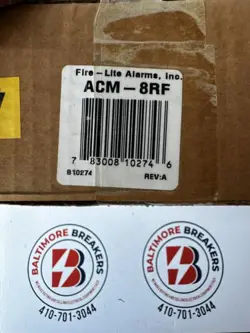 Fire-Lite Alarms, Inc.
ACM-8RF
7 83008 10274 6
B10274
REV:A
BALTIMORE BREAKERS
BALTIMORE BREAKERS
410-701-3044
410-701-3044